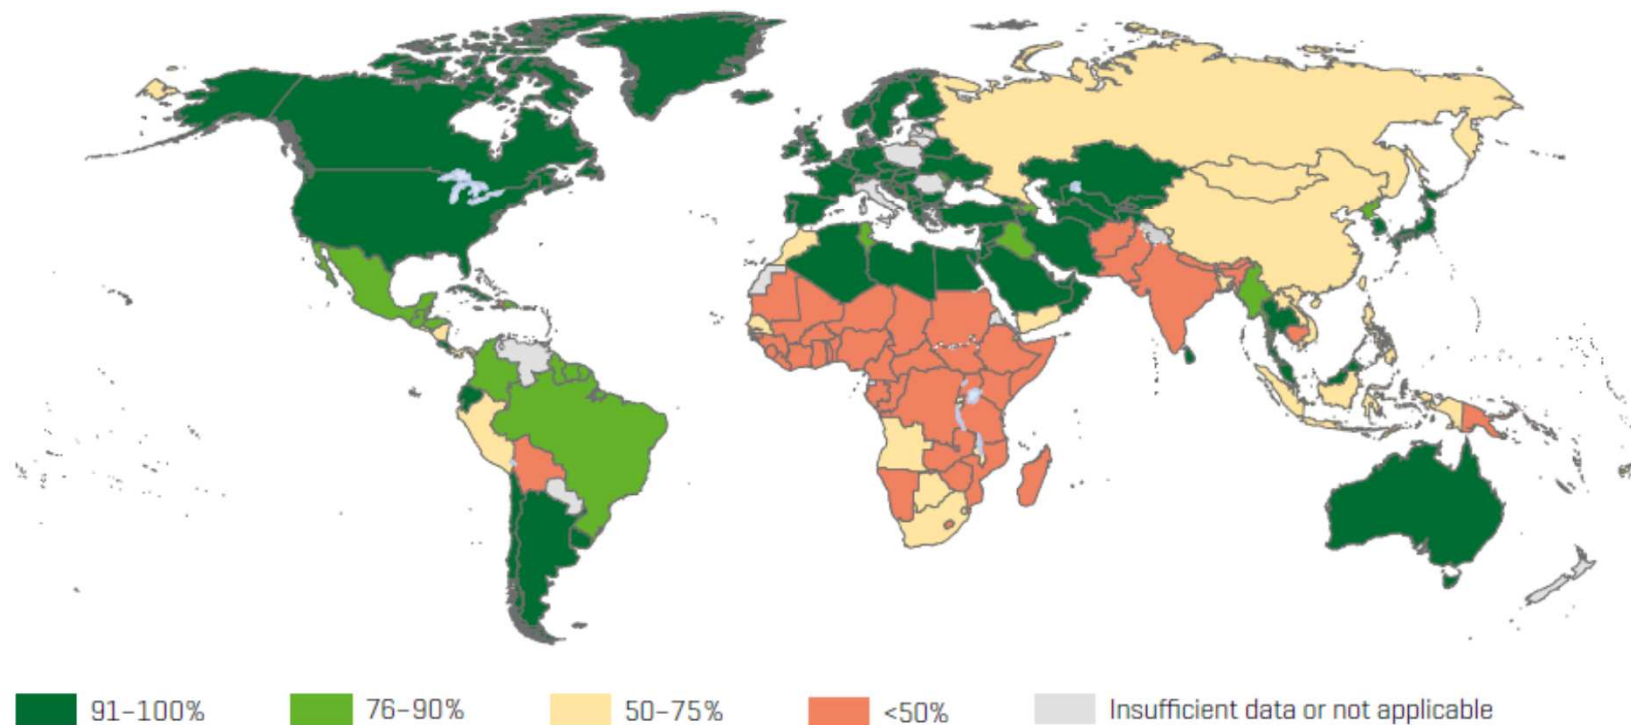 91–100%
76–90%
50–75%
<50%
Insufficient data or not applicable